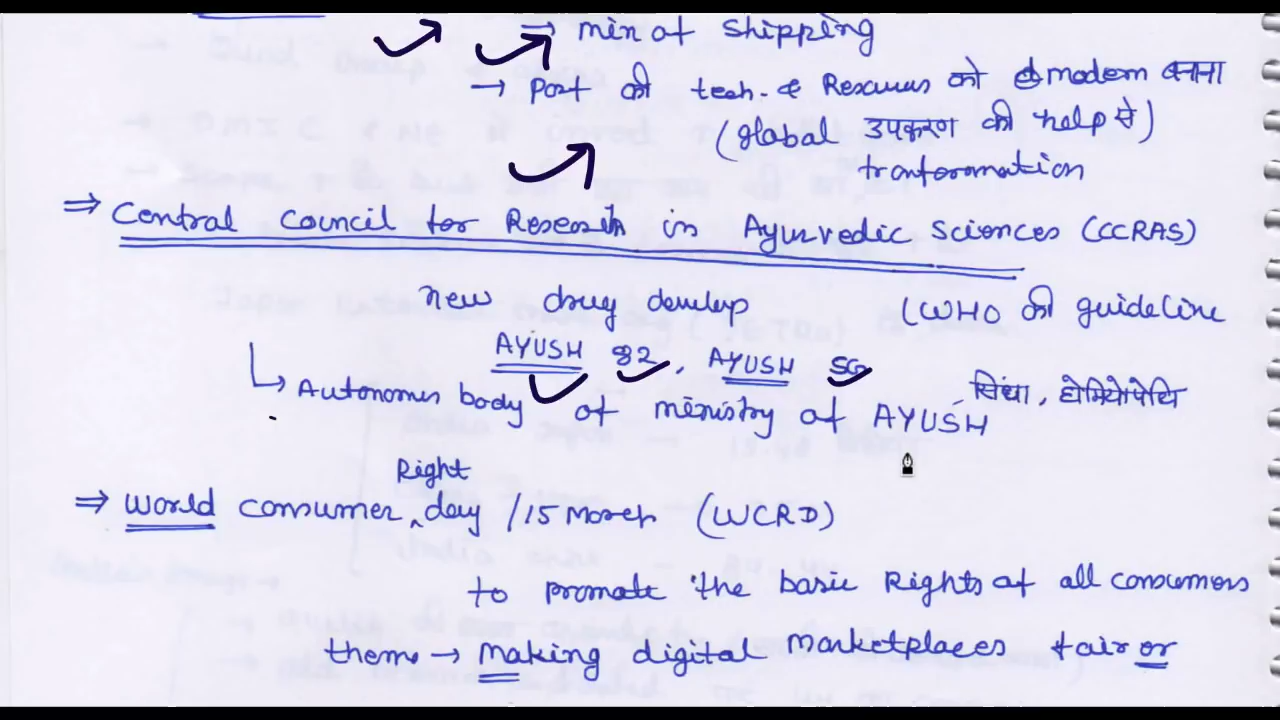 ⇒ min of shipping
→ Port की tech. & Resources को modern बनाना
(global उपकरण की help से)
tranformation
⇒ Central Council for Research in Ayurvedic Sciences (CCRAS)
new drug develop (WHO की guideline
AYUSH 82, AYUSH SG
↳ Autonomus body of ministry of AYUSH - सिद्धा, होमियोपेथि
Right
⇒ World consumer ^ day /15 March (WCRD)
to promote the basic Rights of all consumers
theme → Making digital marketplaces fair or